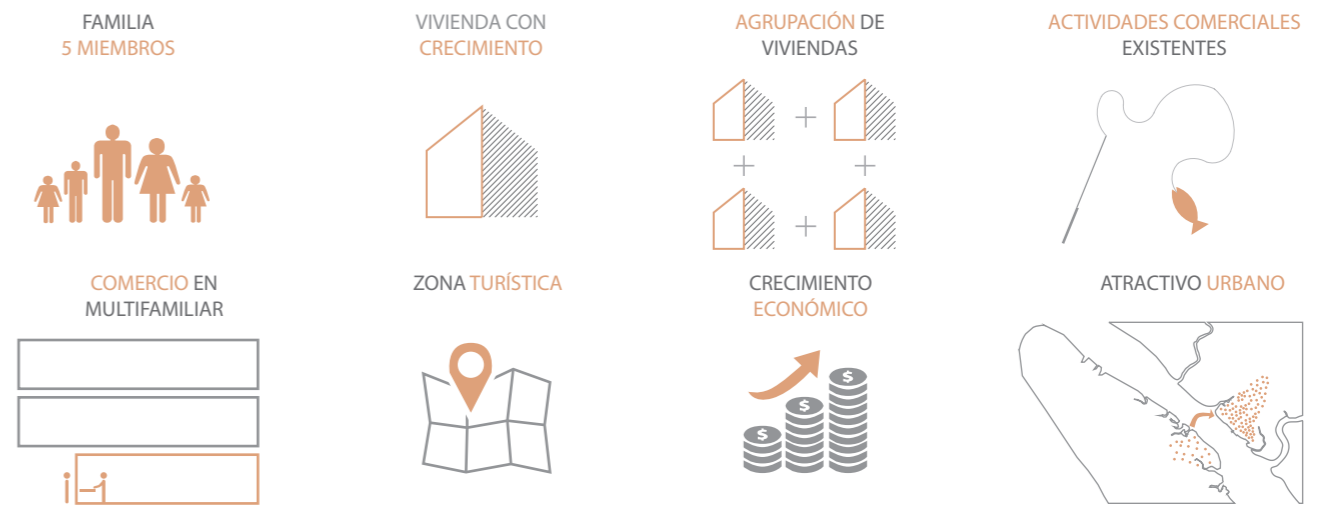 FAMILIA
5 MIEMBROS
VIVIENDA CON
CRECIMIENTO
AGRUPACIÓN DE
VIVIENDAS
ACTIVIDADES COMERCIALES
EXISTENTES
COMERCIO EN
MULTIFAMILIAR
ZONA TURÍSTICA
CRECIMIENTO
ECONÓMICO
$
$
$
ATRACTIVO URBANO